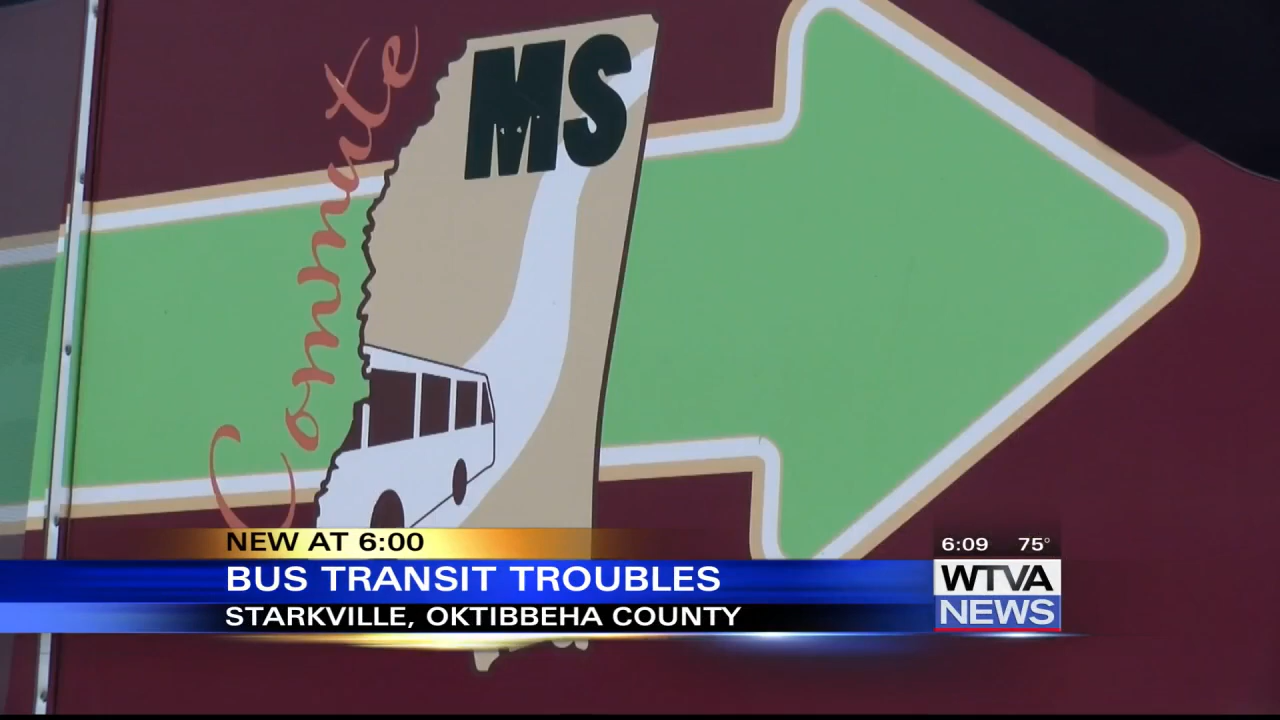 Commute
MS
NEW AT 6:00
BUS TRANSIT TROUBLES
STARKVILLE, OKTIBBEHA COUNTY
6:09 75°
WTVA
NEWS